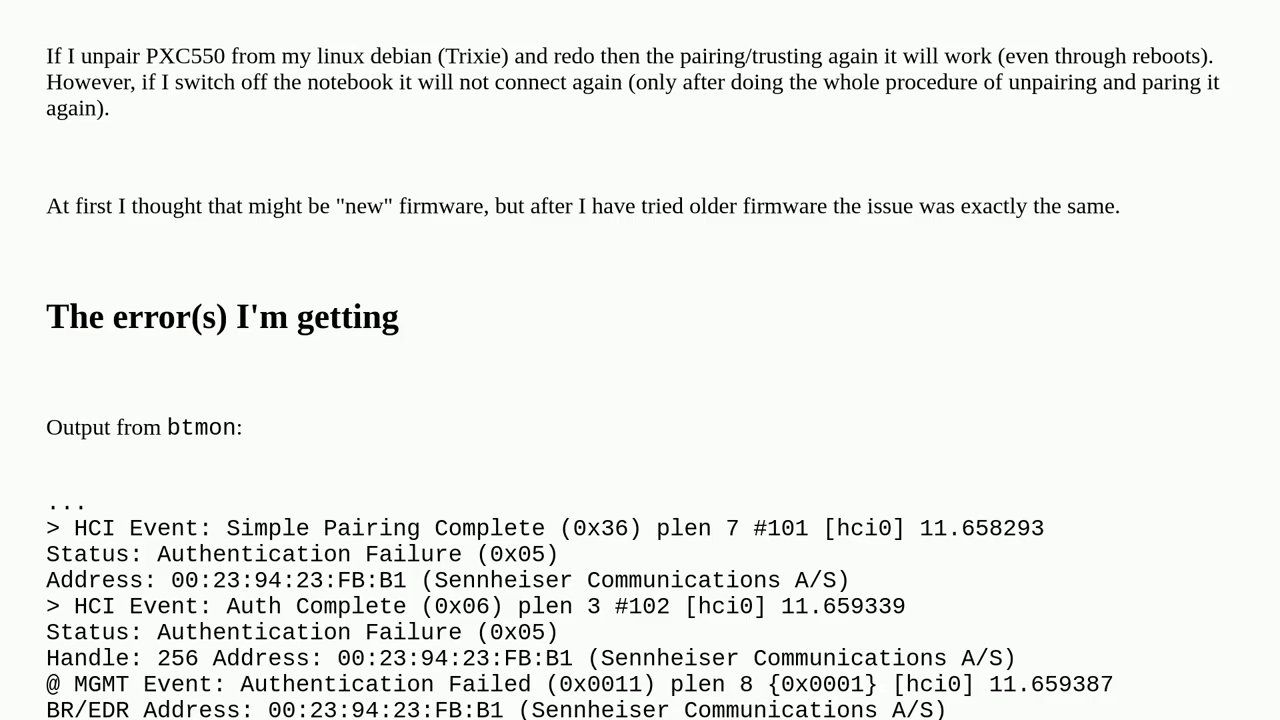 If I unpair PXC550 from my linux debian (Trixie) and redo then the pairing/trusting again it will work (even through reboots).
However, if I switch off the notebook it will not connect again (only after doing the whole procedure of unpairing and paring it
again).
At first I thought that might be "new" firmware, but after I have tried older firmware the issue was exactly the same.
The error(s) I'm getting
Output from btmon:
...
> HCI Event: Simple Pairing Complete (0x36) plen 7 #101 [hci0] 11.658293
Status: Authentication Failure (0x05)
Address: 00:23:94:23:FB:B1 (Sennheiser Communications A/S)
> HCI Event: Auth Complete (0x06) plen 3 #102 [hci0] 11.659339
Status: Authentication Failure (0x05)
Handle: 256 Address: 00:23:94:23:FB:B1 (Sennheiser Communications A/S)
@ MGMT Event: Authentication Failed (0x0011) plen 8 {0x0001} [hci0] 11.659387
BR/EDR Address: 00:23:94:23:FB:B1 (Sennheiser Communications A/S)